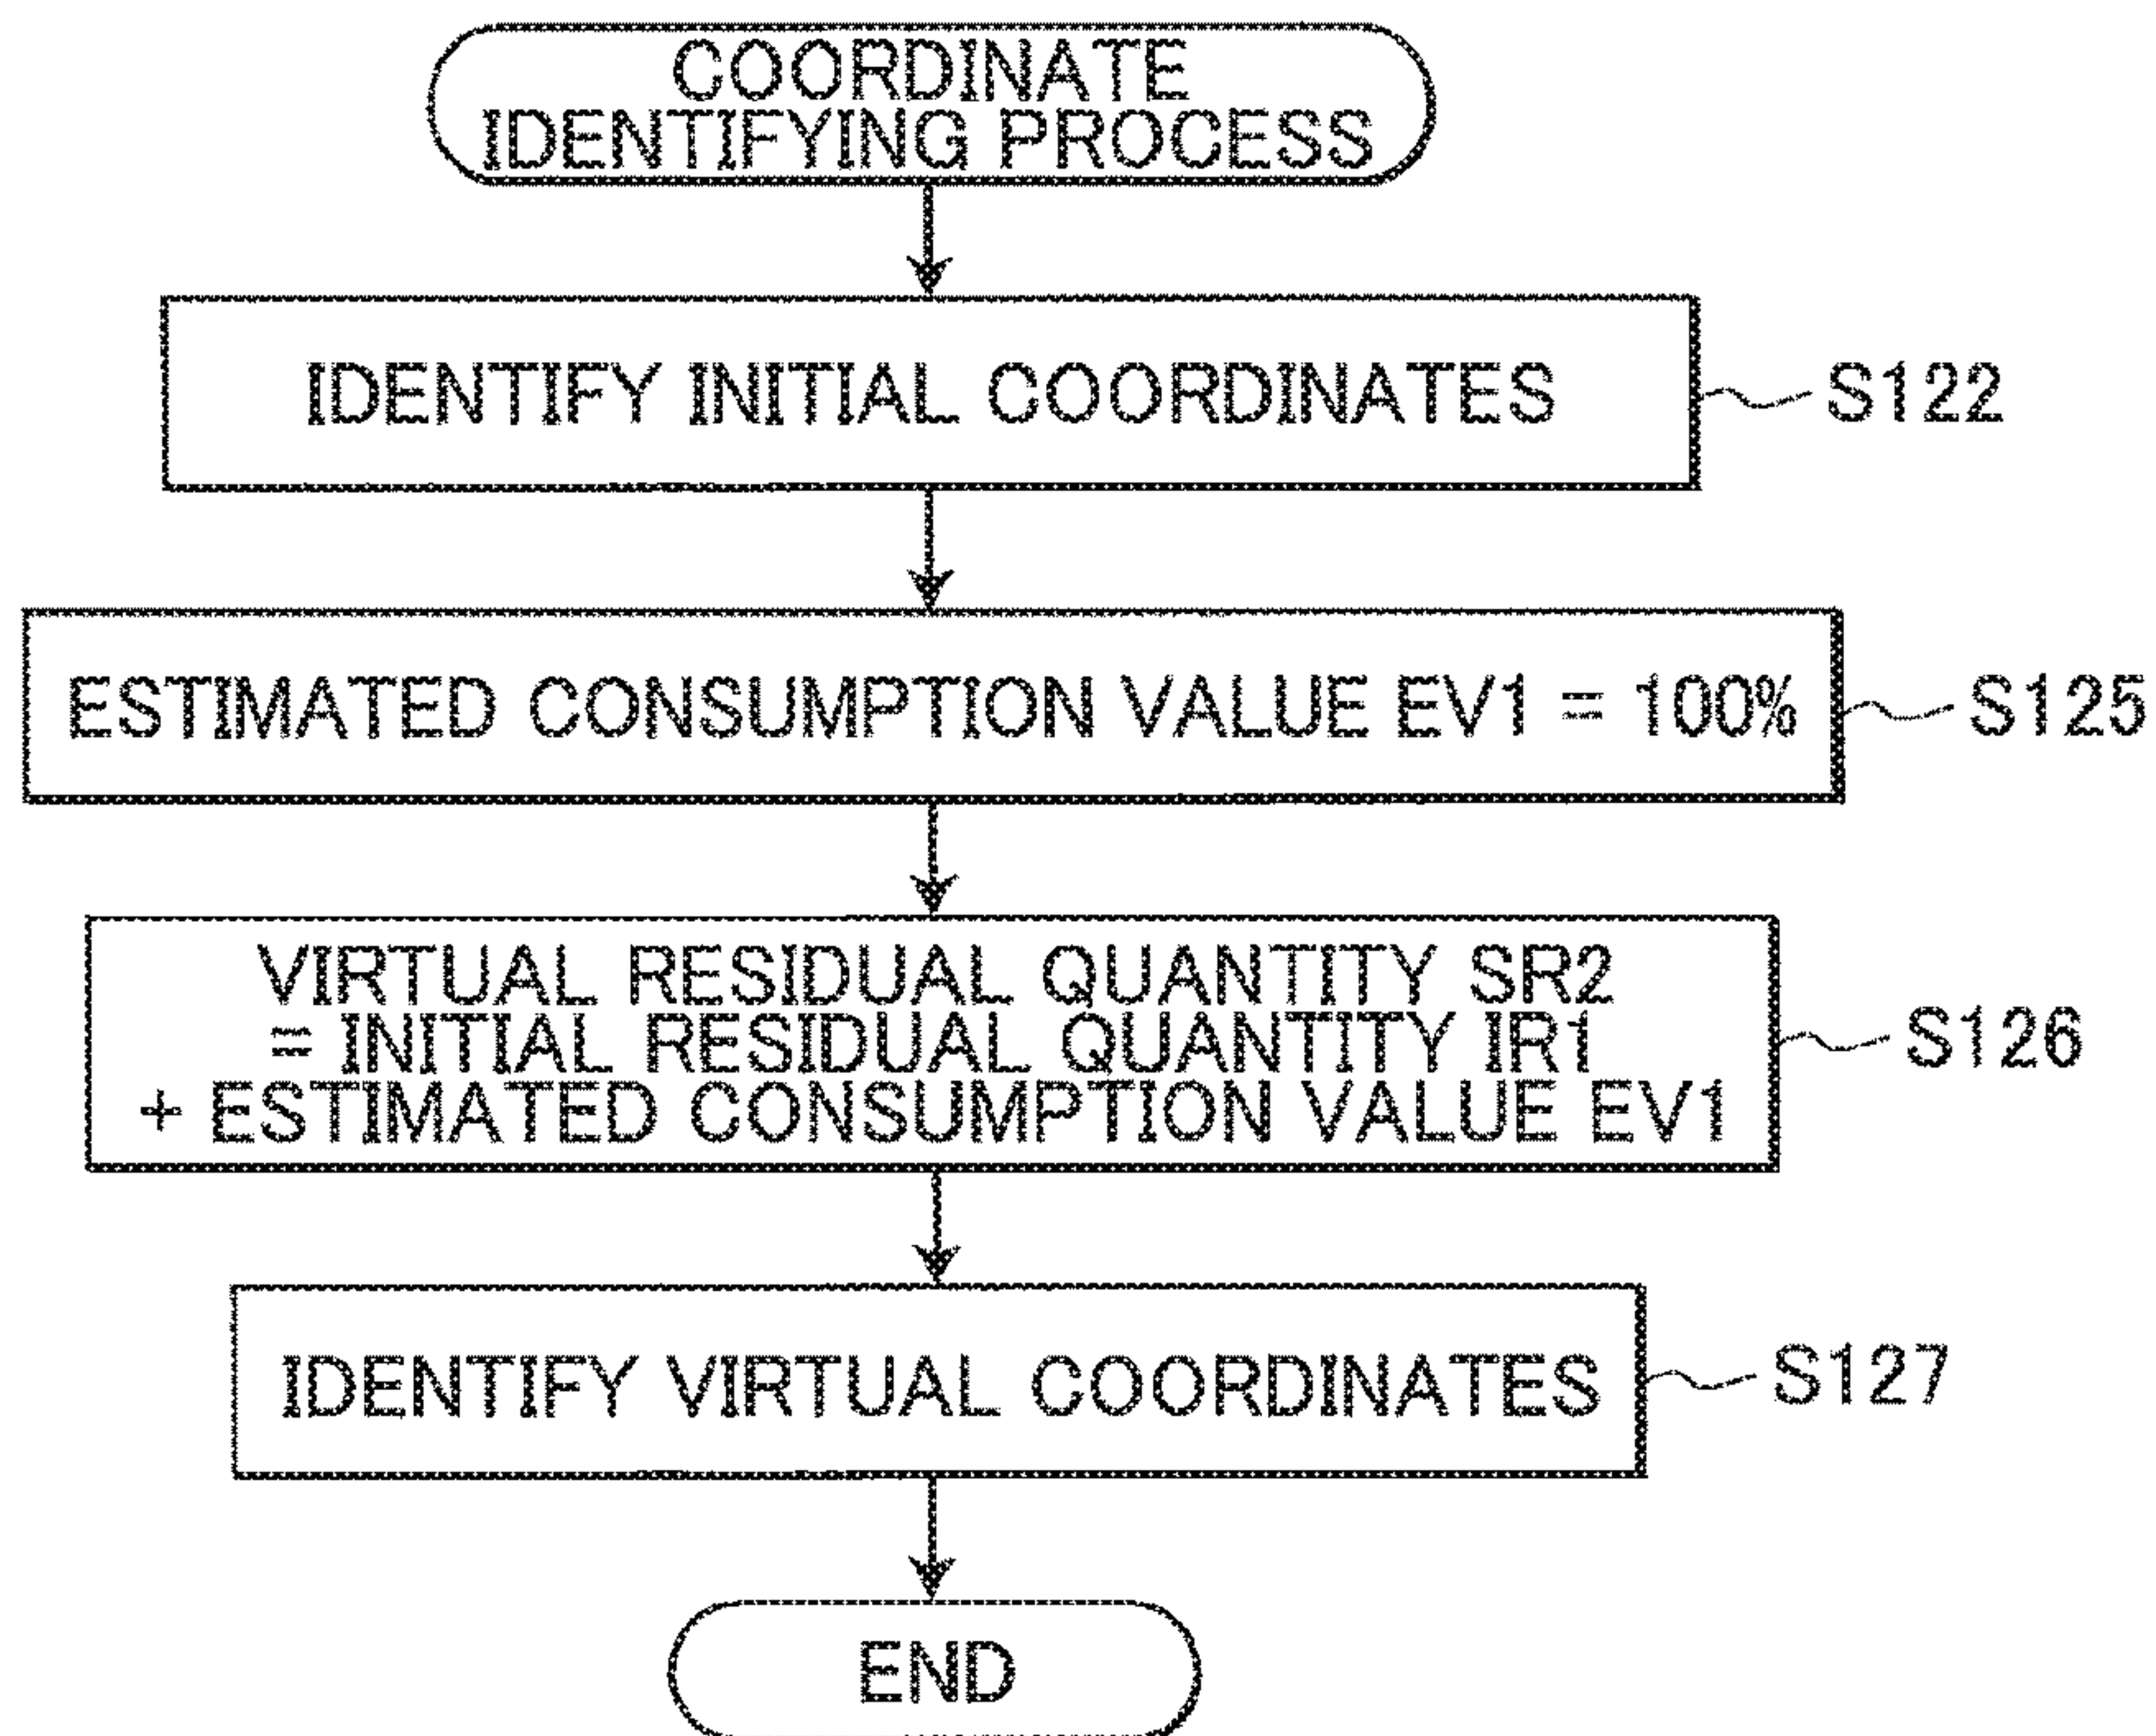 COORDINATE
IDENTIFYING PROCESS
IDENTIFY INITIAL COORDINATES
S122
ESTIMATED CONSUMPTION VALUE EV1 = 100%
S125
VIRTUAL RESIDUAL QUANTITY SR2
= INITIAL RESIDUAL QUANTITY IR1
+ ESTIMATED CONSUMPTION VALUE EV1
S126
IDENTIFY VIRTUAL COORDINATES
S127
END